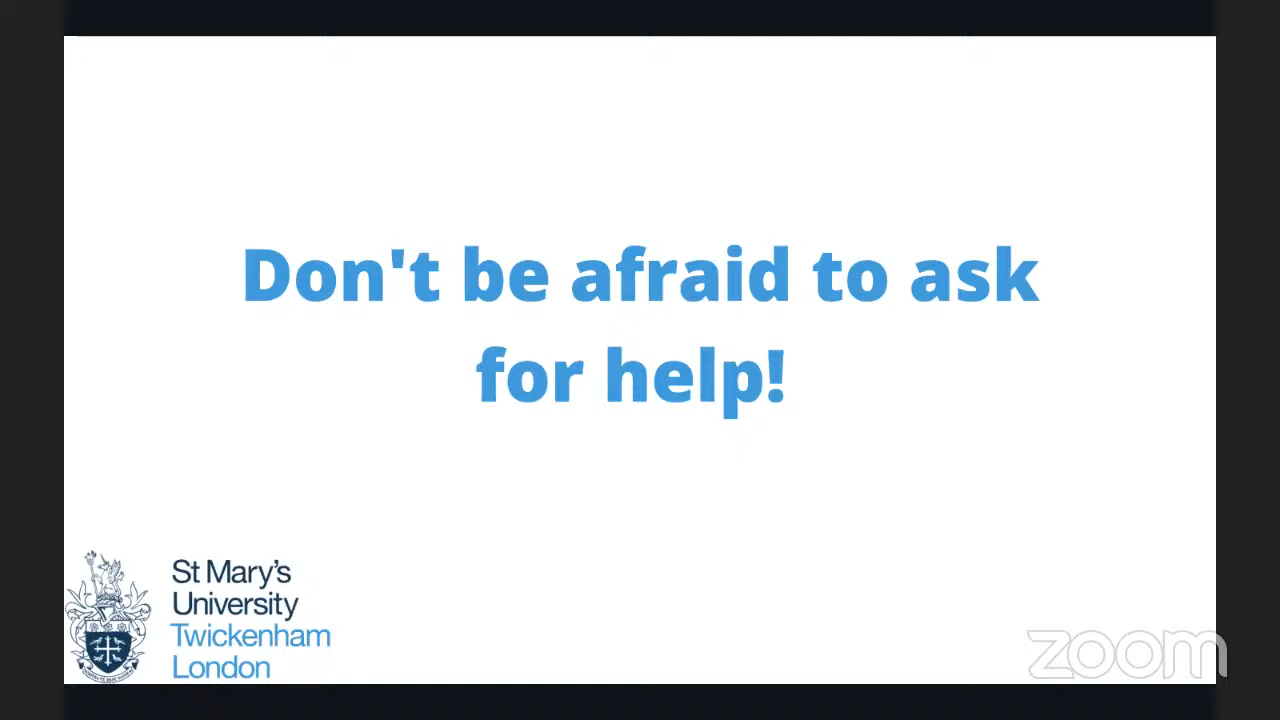 Don't be afraid to ask
for help!
St Mary's
University
Twickenham
London
zoom